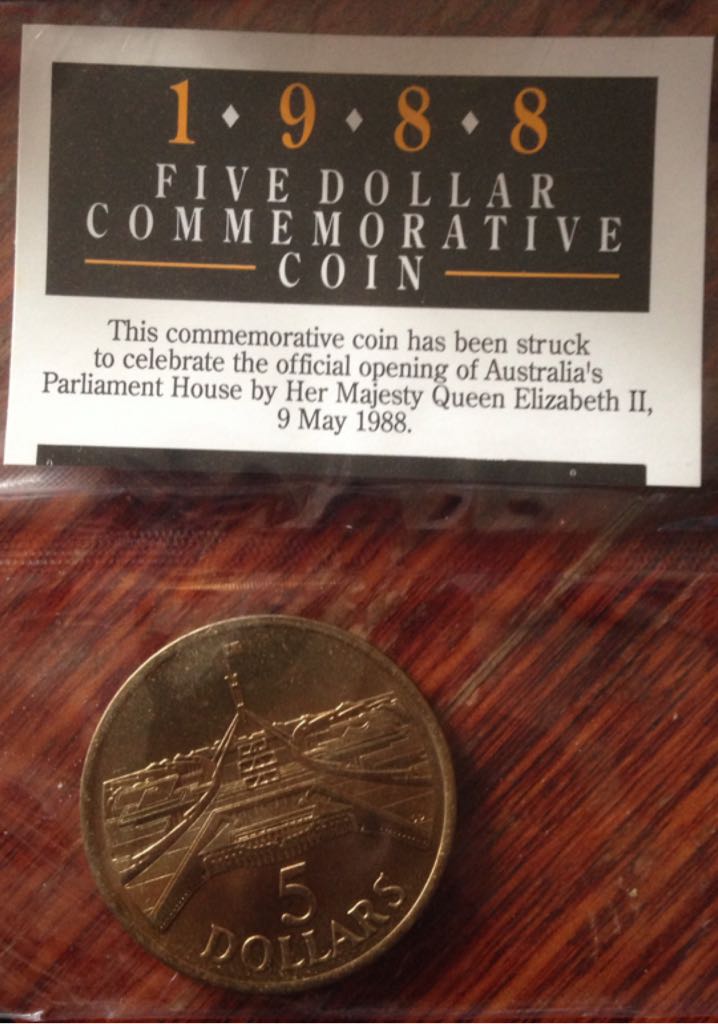 1 ♦ 9 ♦ 8 ♦ 8
FIVE DOLLAR
COMMEMORATIVE
COIN
This commemorative coin has been struck
to celebrate the official opening of Australia's
Parliament House by Her Majesty Queen Elizabeth II,
9 May 1988.
5
DOLLARS